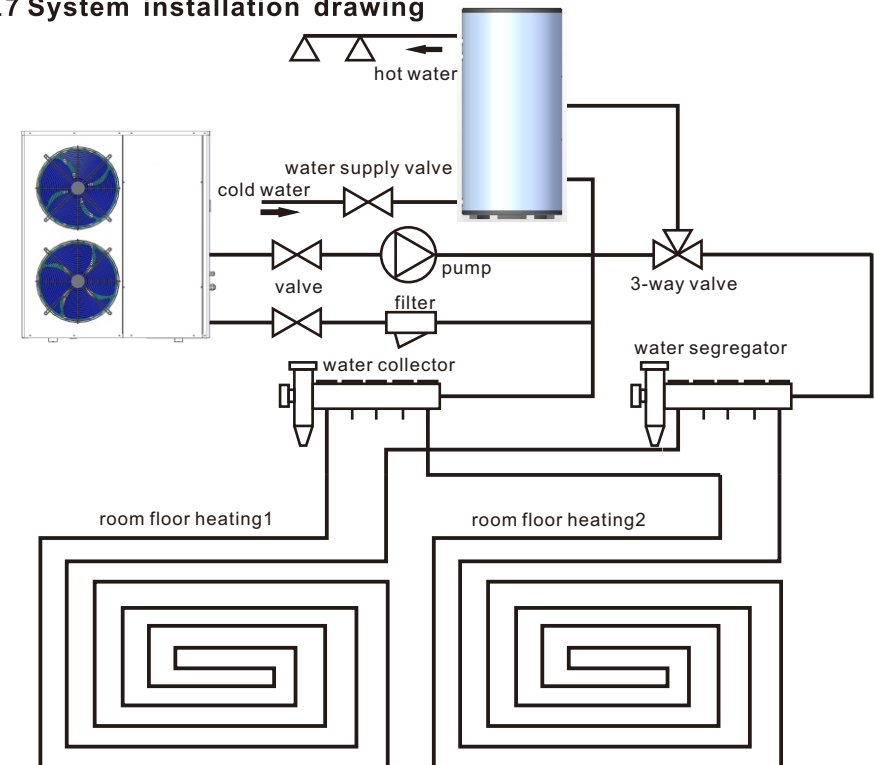 .7 System installation drawing
hot water
water supply valve
cold water
pump
valve
3-way valve
filter
water collector
water segregator
room floor heating1
room floor heating2